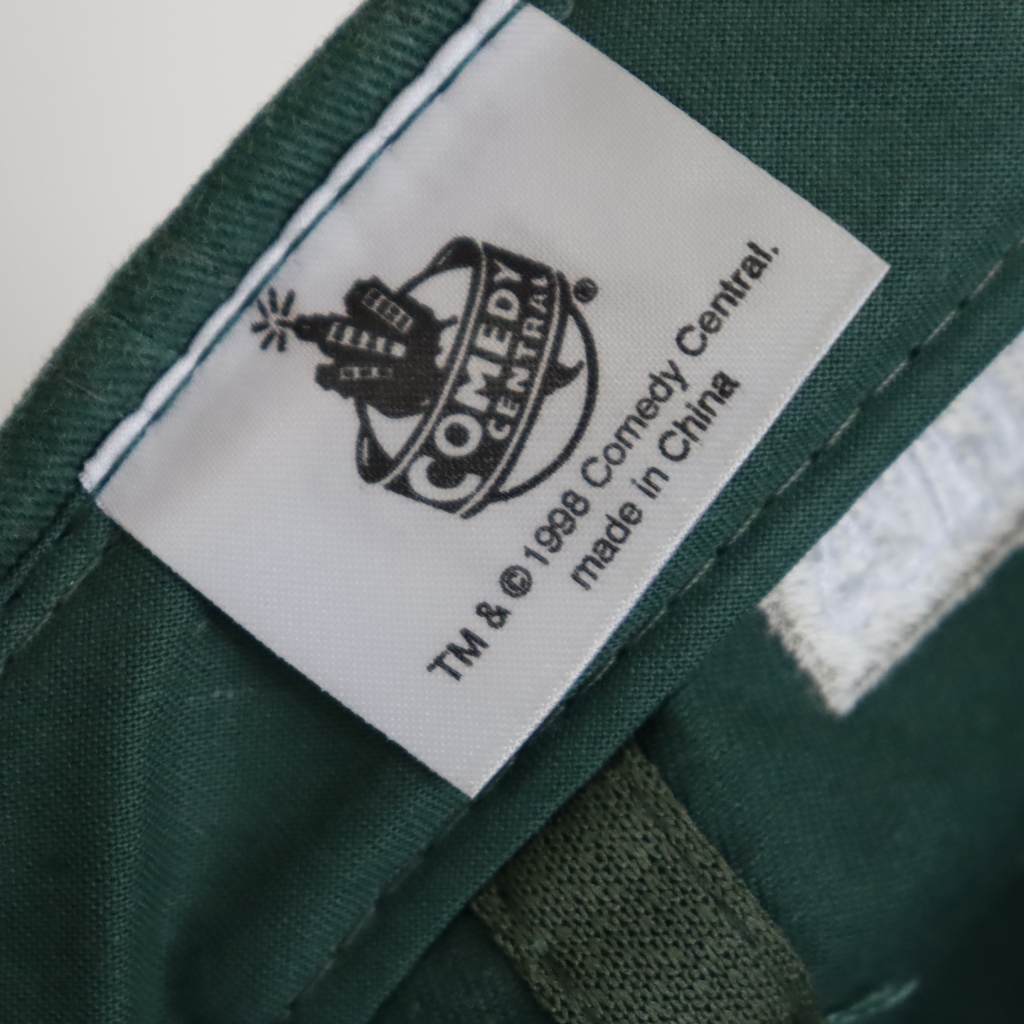 COMEDY
CENTRAL®
TM & © 1998 Comedy Central.
made in China